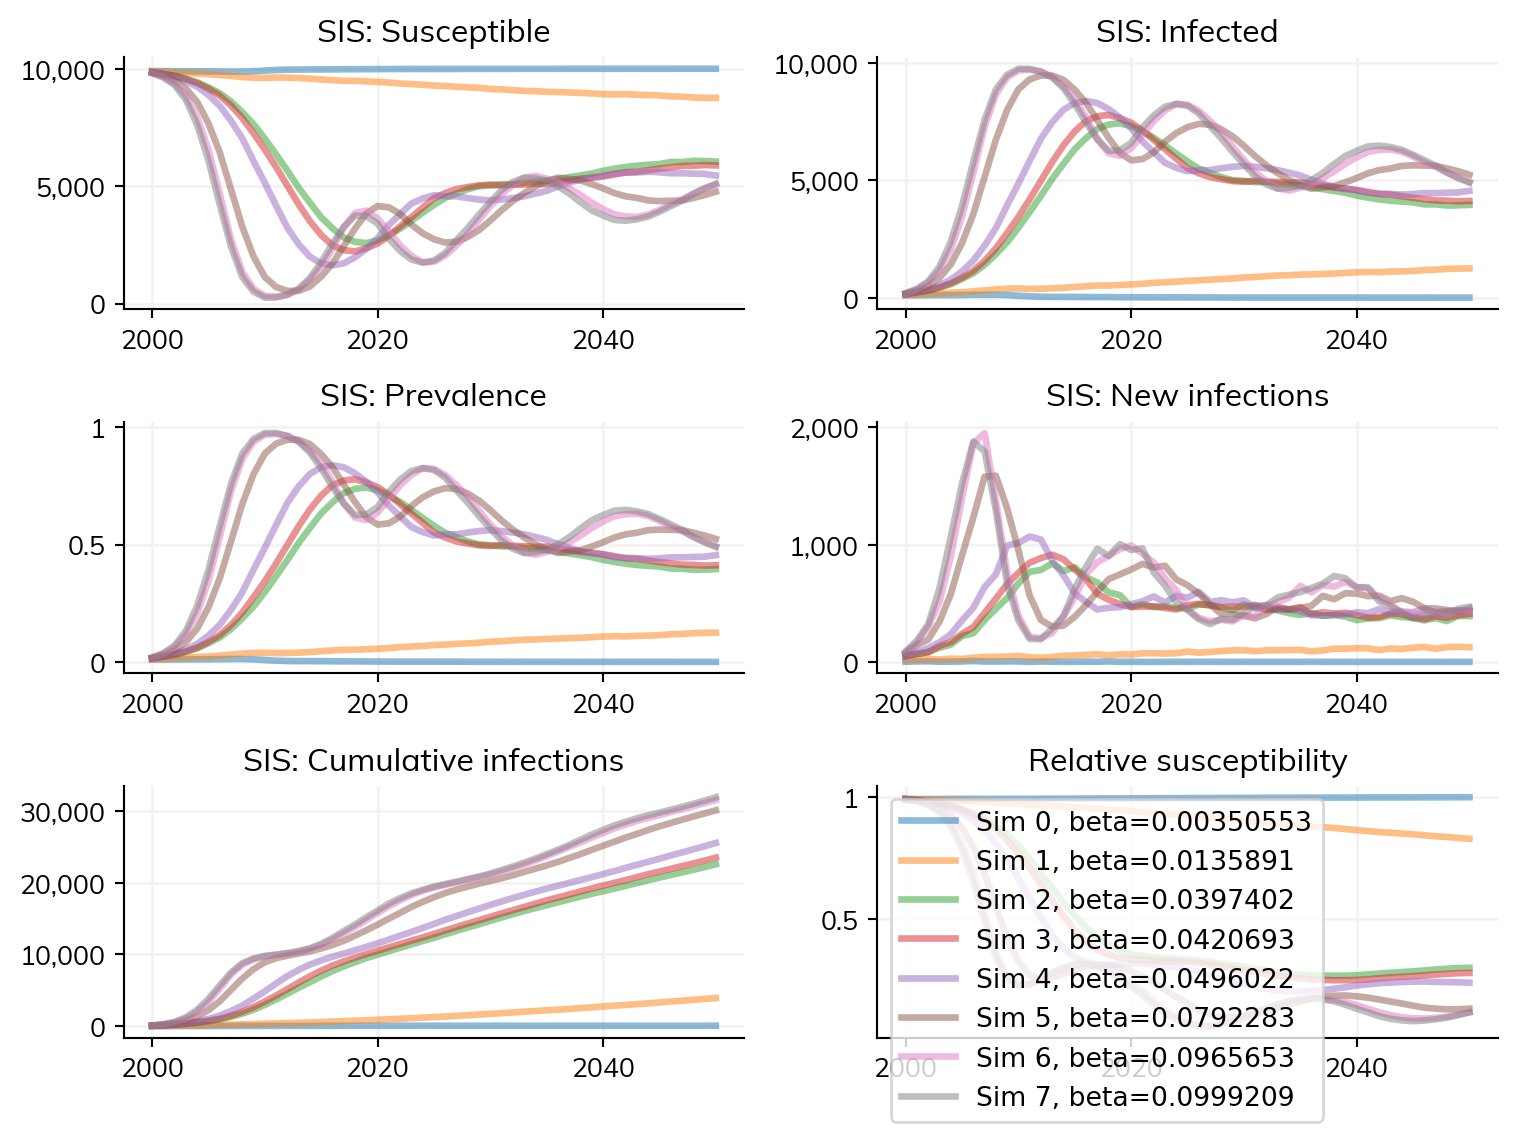 SIS: Susceptible
10,000
5,000
0
2000
2020
2040
SIS: Infected
10,000
5,000
0
2000
2020
2040
SIS: Prevalence
1
0.5
0
2000
2020
2040
SIS: New infections
2,000
1,000
0
2000
2020
2040
SIS: Cumulative infections
30,000
20,000
10,000
0
2000
2020
2040
Relative susceptibility
1
0.5
2000
2020
2040
Sim 0, beta=0.00350553
Sim 1, beta=0.0135891
Sim 2, beta=0.0397402
Sim 3, beta=0.0420693
Sim 4, beta=0.0496022
Sim 5, beta=0.0792283
Sim 6, beta=0.0965653
Sim 7, beta=0.0999209